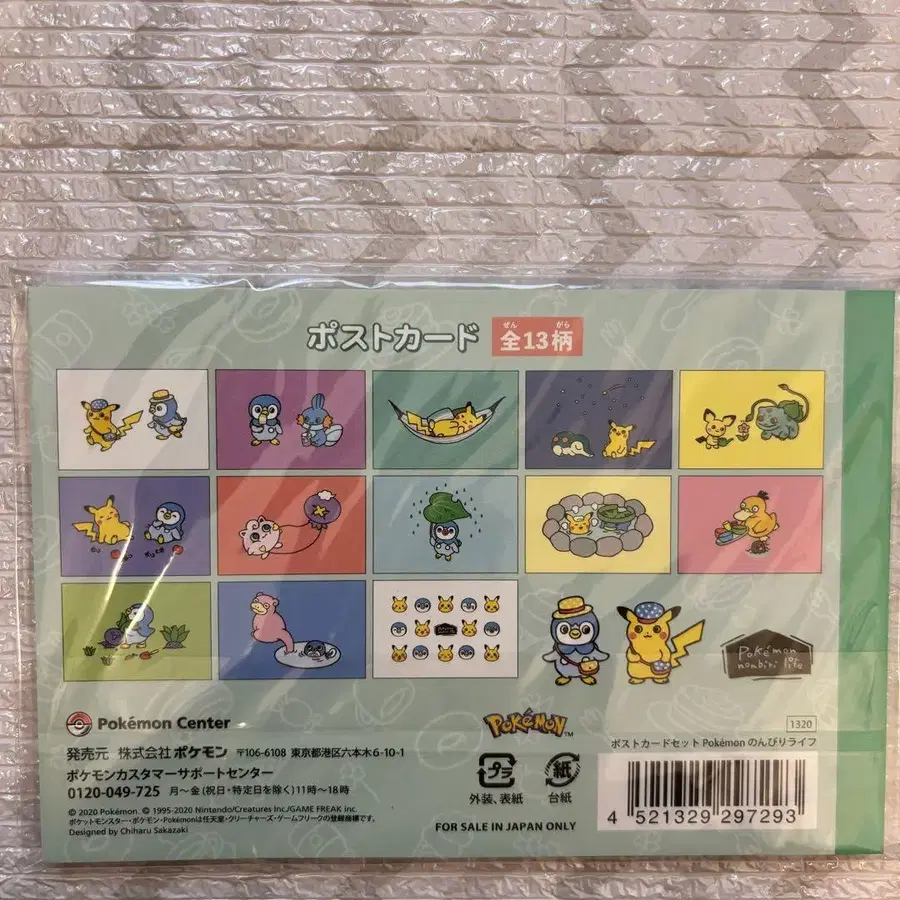 ポストカード 全13柄
ぜん がら
Pokémon nonbiri life
Pokémon Center
POKÉMON™
1320
発売元 株式会社ポケモン 〒106-6108 東京都港区六本木6-10-1
ポストカードセット Pokémon のんびりライフ
ポケモンカスタマーサポートセンター
0120-049-725 月〜金(祝日・特定日を除く)11時〜18時
プラ 紙
外装、表紙 台紙
© 2020 Pokémon. © 1995-2020 Nintendo/Creatures Inc./GAME FREAK inc.
ポケットモンスター・ポケモン・Pokémonは任天堂・クリーチャーズ・ゲームフリークの登録商標です。
Designed by Chiharu Sakazaki
FOR SALE IN JAPAN ONLY
4 521329 297293